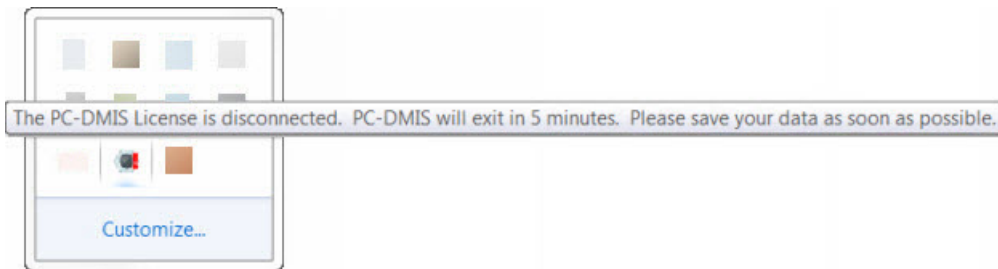 The PC-DMIS License is disconnected.  PC-DMIS will exit in 5 minutes.  Please save your data as soon as possible.
Customize...